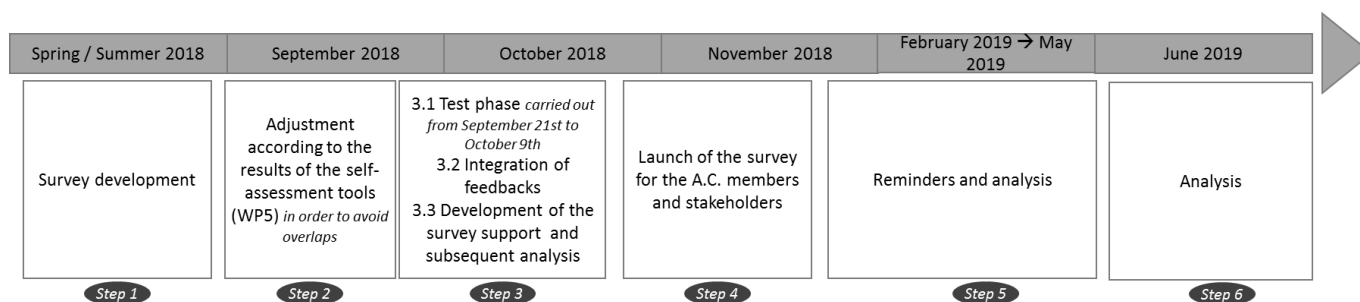 Spring / Summer 2018
September 2018
October 2018
November 2018
February 2019 → May
2019
June 2019
Survey development
Adjustment
according to the
results of the self-
assessment tools
(WP5) in order to avoid
overlaps
3.1 Test phase carried out
from September 21st to
October 9th
3.2 Integration of
feedbacks
3.3 Development of the
survey support and
subsequent analysis
Launch of the survey
for the A.C. members
and stakeholders
Reminders and analysis
Analysis
Step 1
Step 2
Step 3
Step 4
Step 5
Step 6